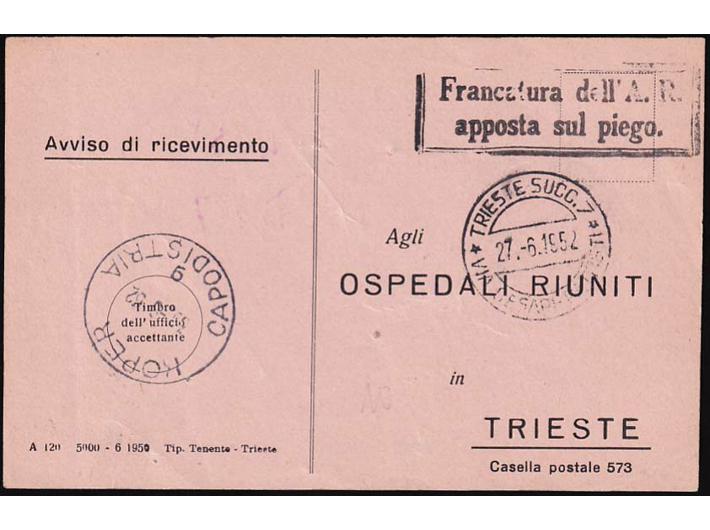 Francatura dell'A. R.
apposta sul piego.
Avviso di ricevimento
TRIESTE SUCC. 7
27.-6.1952
Agli
OSPEDALI RIUNITI
CAPODISTRIA
9
KOPER
Timbro
dell'ufficio
accettante
in
TRIESTE
Casella postale 573
A 120 5000 - 6 1950 Tip. Tenente - Trieste